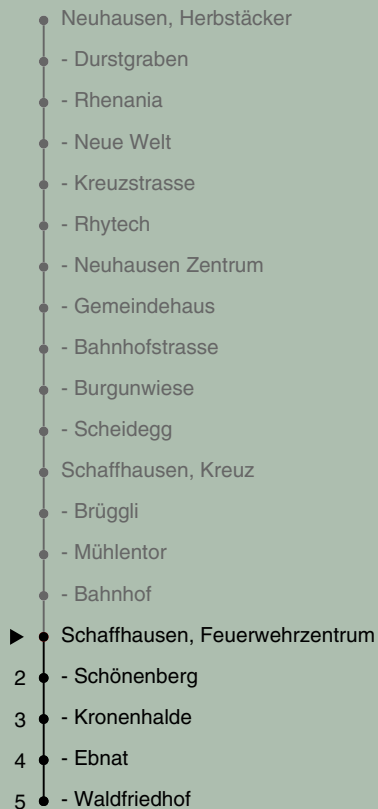 Neuhausen, Herbstäcker
- Durstgraben
- Rhenania
- Neue Welt
- Kreuzstrasse
- Rhytech
- Neuhausen Zentrum
- Gemeindehaus
- Bahnhofstrasse
- Burgunwiese
- Scheidegg
Schaffhausen, Kreuz
- Brüggli
- Mühlentor
- Bahnhof
Schaffhausen, Feuerwehrzentrum
2 - Schönenberg
3 - Kronenhalde
4 - Ebnat
5 - Waldfriedhof